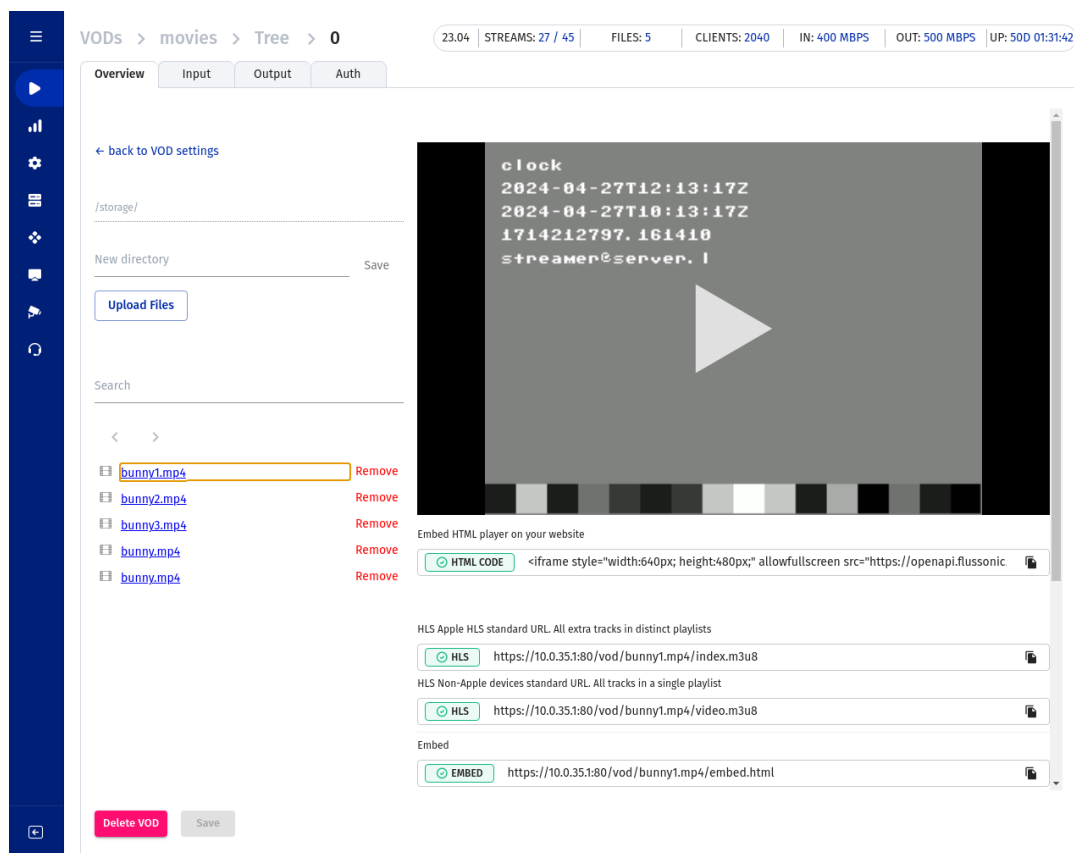 VODs > movies > Tree > 0
23.04 STREAMS: 27 / 45 FILES: 5 CLIENTS: 2040 IN: 400 MBPS OUT: 500 MBPS UP: 50D 01:31:42
Overview Input Output Auth
← back to VOD settings
/storage/
New directory
Save
Upload Files
Search
bunny1.mp4 Remove
bunny2.mp4 Remove
bunny3.mp4 Remove
bunny.mp4 Remove
bunny.mp4 Remove
clock
2024-04-27T12:13:17Z
2024-04-27T10:13:17Z
1714212797.161410
streamer@server.l
Embed HTML player on your website
HTML CODE <iframe style="width:640px; height:480px;" allowfullscreen src="https://openapi.flussonic.
HLS Apple HLS standard URL. All extra tracks in distinct playlists
HLS https://10.0.35.1:80/vod/bunny1.mp4/index.m3u8
HLS Non-Apple devices standard URL. All tracks in a single playlist
HLS https://10.0.35.1:80/vod/bunny1.mp4/video.m3u8
Embed
EMBED https://10.0.35.1:80/vod/bunny1.mp4/embed.html
Delete VOD Save